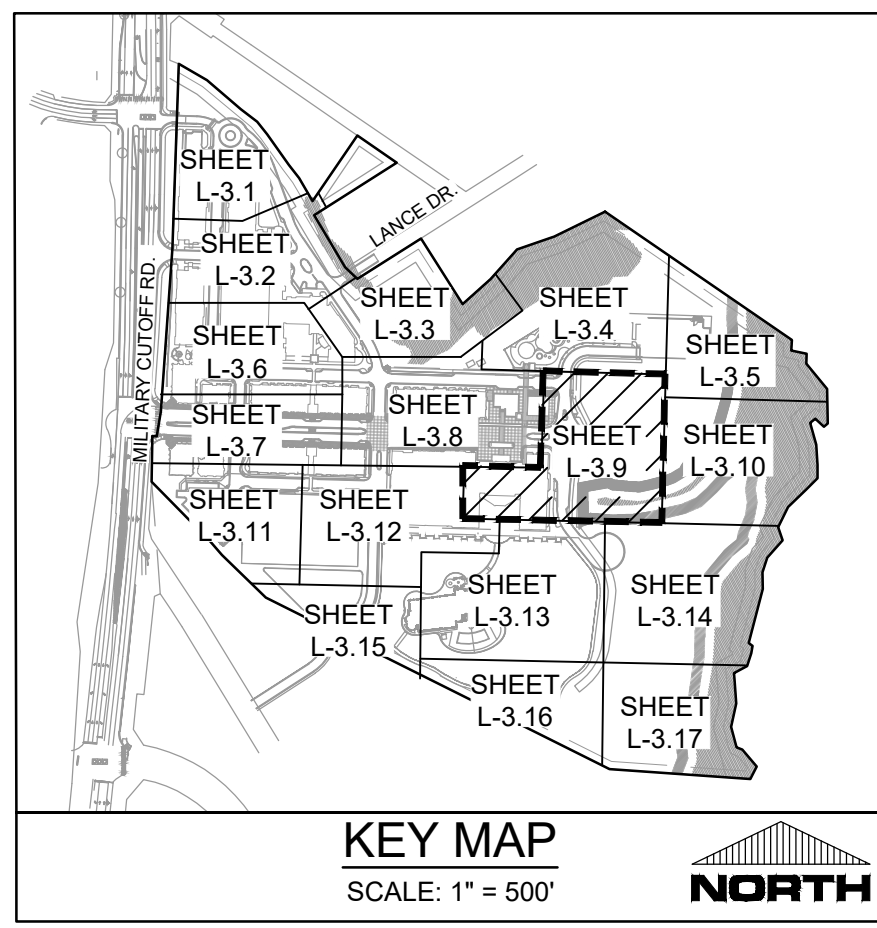 SHEET
L-3.1
SHEET
L-3.2
LANCE DR.
MILITARY CUTOFF RD.
SHEET
L-3.3
SHEET
L-3.4
SHEET
L-3.5
SHEET
L-3.6
SHEET
L-3.7
SHEET
L-3.8
SHEET
L-3.9
SHEET
L-3.10
SHEET
L-3.11
SHEET
L-3.12
SHEET
L-3.13
SHEET
L-3.14
SHEET
L-3.15
SHEET
L-3.16
SHEET
L-3.17
KEY MAP
SCALE: 1" = 500'
NORTH